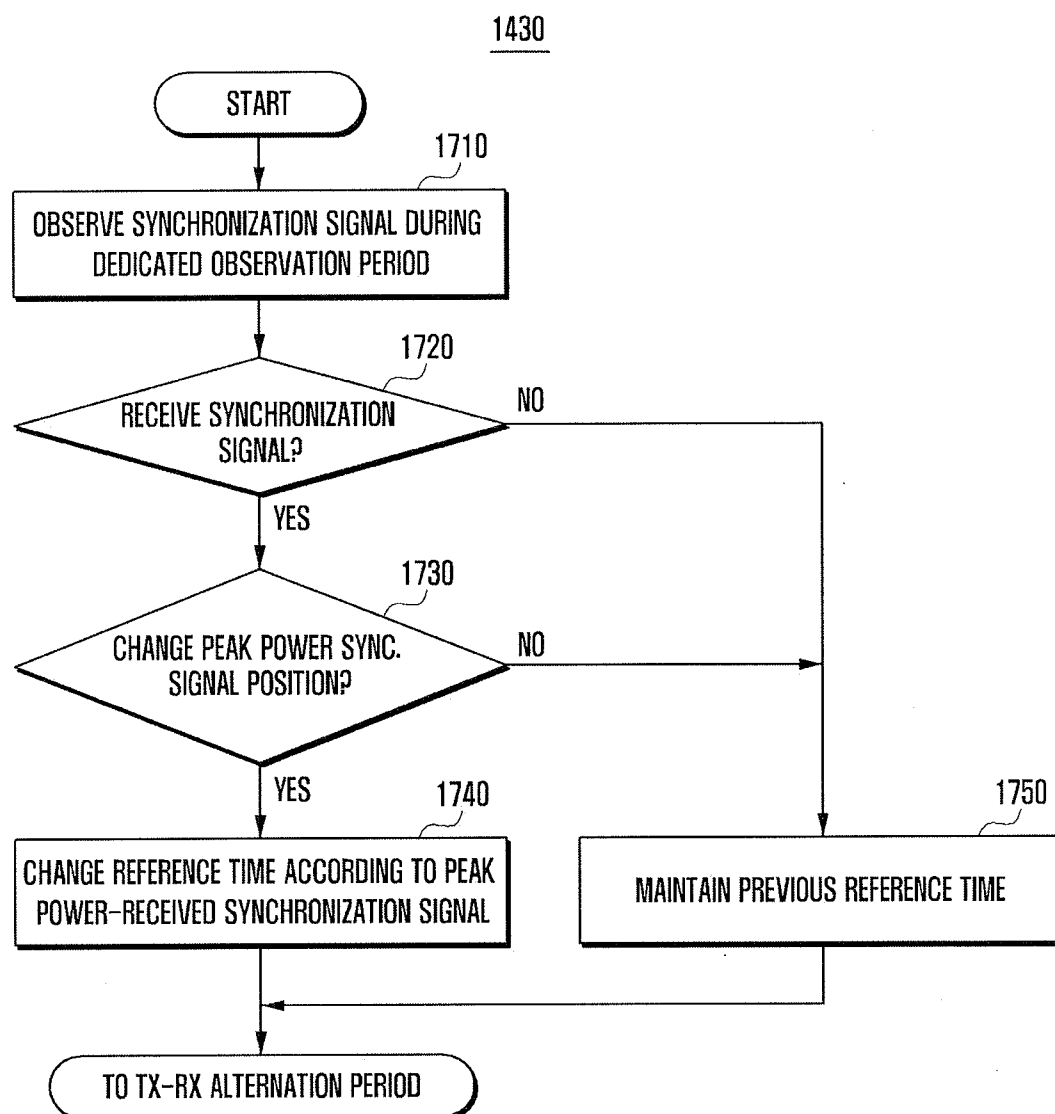 1430
START
1710
OBSERVE SYNCHRONIZATION SIGNAL DURING
DEDICATED OBSERVATION PERIOD
1720
RECEIVE SYNCHRONIZATION
SIGNAL?
NO
YES
1730
CHANGE PEAK POWER SYNC.
SIGNAL POSITION?
NO
YES
1740
CHANGE REFERENCE TIME ACCORDING TO PEAK
POWER-RECEIVED SYNCHRONIZATION SIGNAL
1750
MAINTAIN PREVIOUS REFERENCE TIME
TO TX-RX ALTERNATION PERIOD